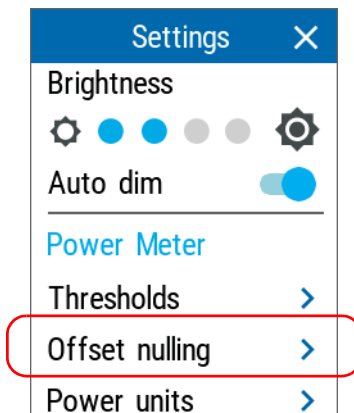 Settings
Brightness
Auto dim
Power Meter
Thresholds
Offset nulling
Power units